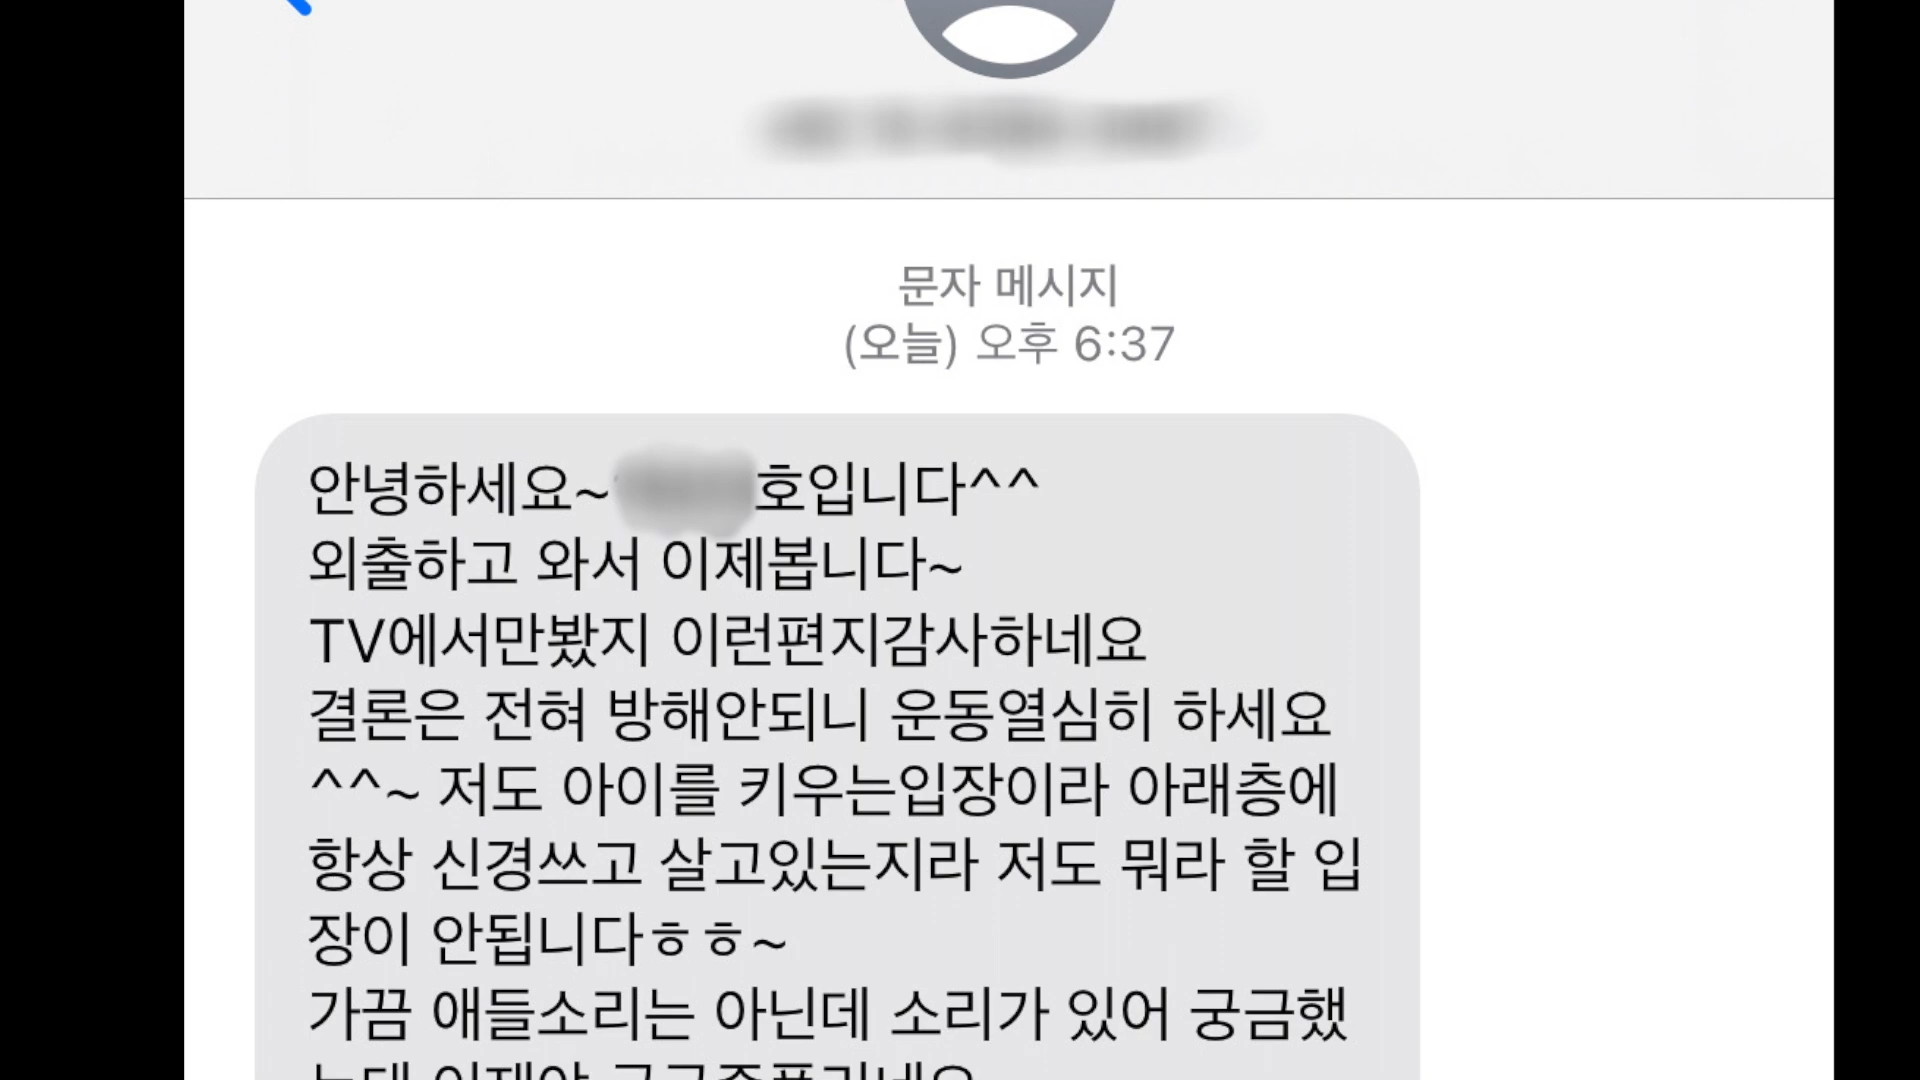 문자 메시지
(오늘) 오후 6:37
안녕하세요~ 호입니다^^
외출하고 와서 이제봅니다~
TV에서만봤지 이런편지감사하네요
결론은 전혀 방해안되니 운동열심히 하세요
^^~ 저도 아이를 키우는입장이라 아래층에
항상 신경쓰고 살고있는지라 저도 뭐라 할 입
장이 안됩니다ㅎㅎ~
가끔 애들소리는 아닌데 소리가 있어 궁금했